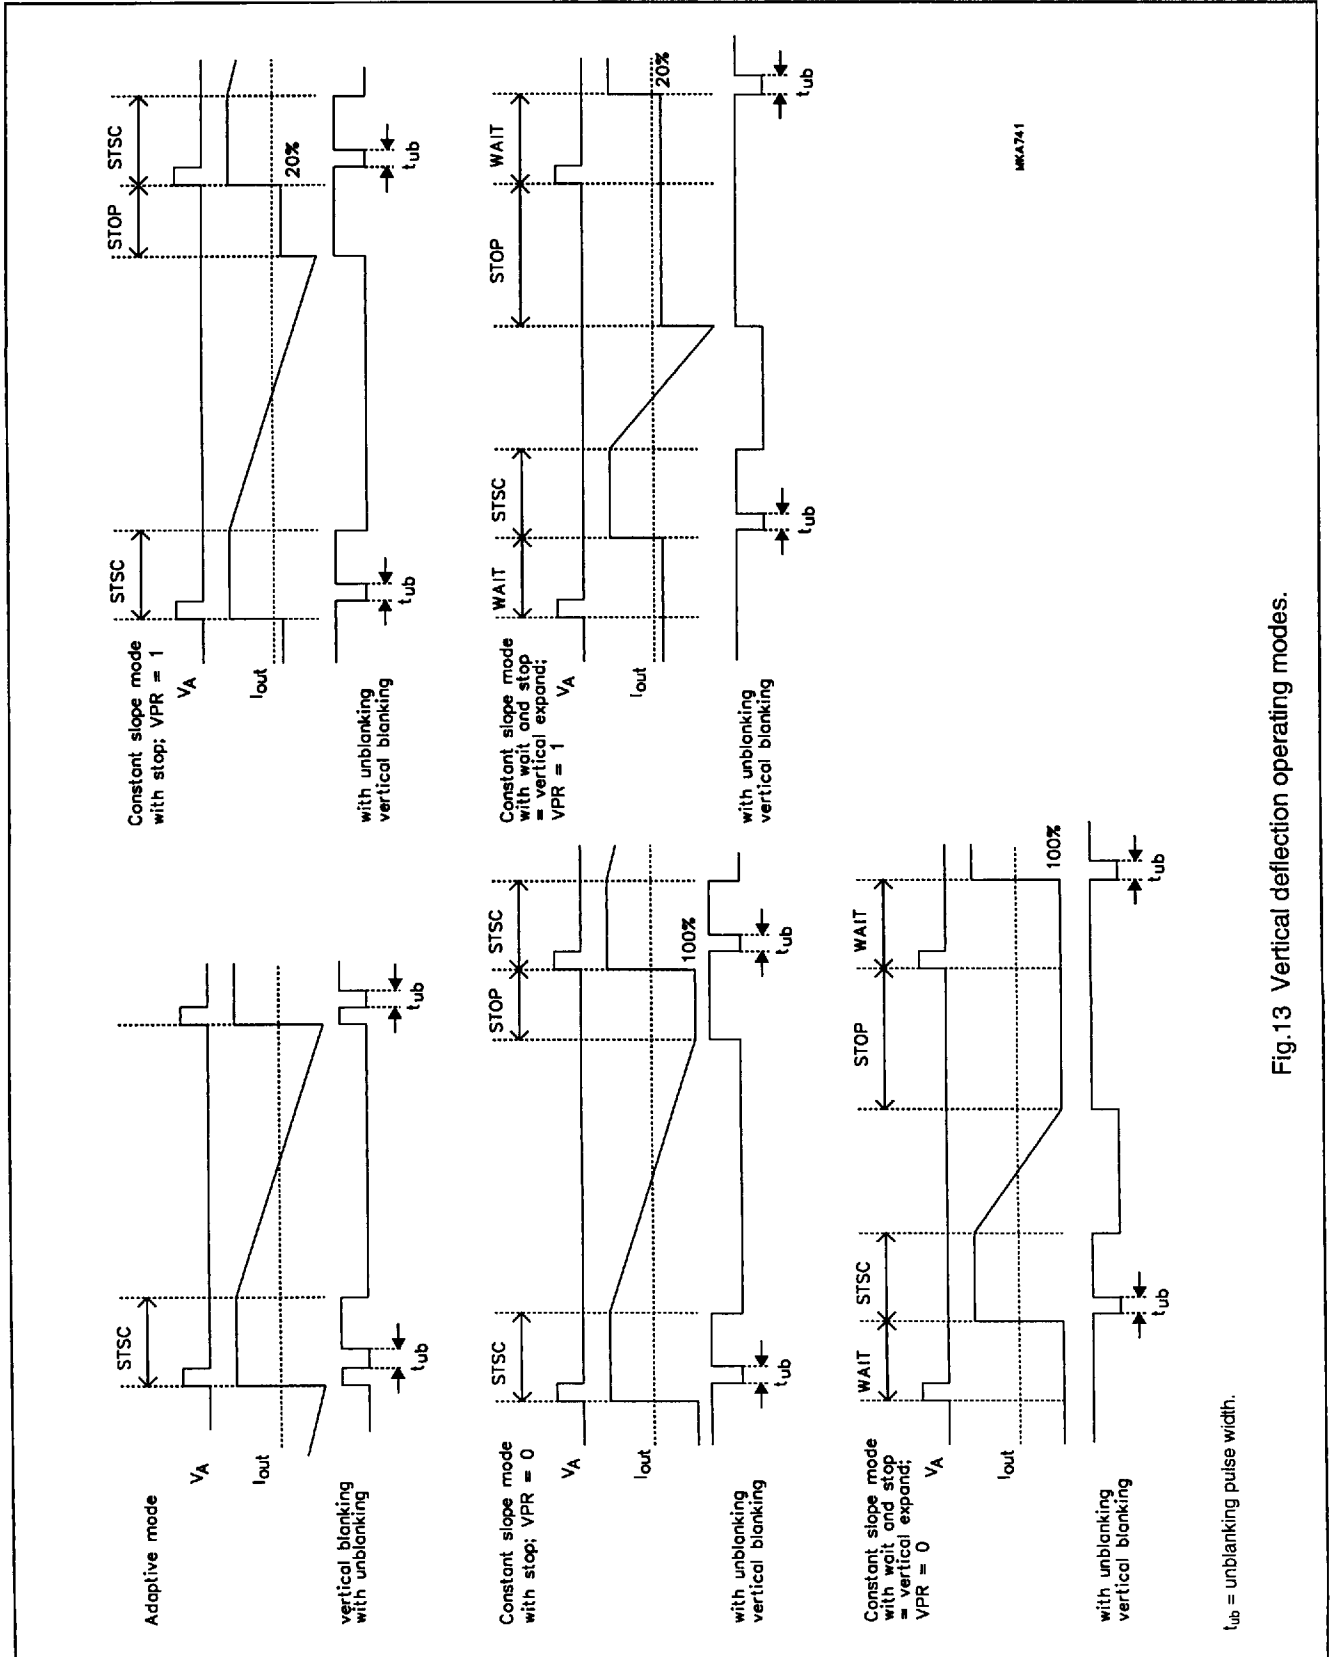 Adaptive mode
STSC
VA
Iout
tub
tub
vertical blanking
with unblanking
Constant slope mode
with stop; VPR = 1
STSC
STOP
STSC
VA
Iout
20%
tub
tub
with unblanking
vertical blanking
Constant slope mode
with stop; VPR = 0
STSC
STOP
STSC
VA
Iout
100%
tub
tub
with unblanking
vertical blanking
Constant slope mode
with wait and stop
= vertical expand;
VPR = 1
WAIT
STSC
STOP
WAIT
VA
Iout
20%
tub
tub
with unblanking
vertical blanking
Constant slope mode
with wait and stop
= vertical expand;
VPR = 0
WAIT
STSC
STOP
WAIT
VA
Iout
100%
tub
tub
with unblanking
vertical blanking
MKA741
tub = unblanking pulse width.
Fig.13 Vertical deflection operating modes.